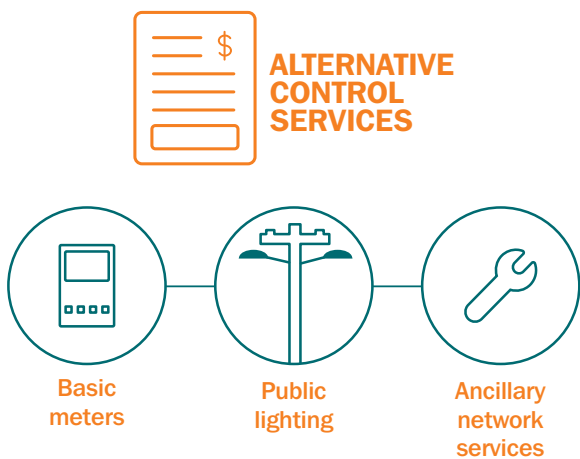 $
ALTERNATIVE
CONTROL
SERVICES
Basic
meters
Public
lighting
Ancillary
network
services